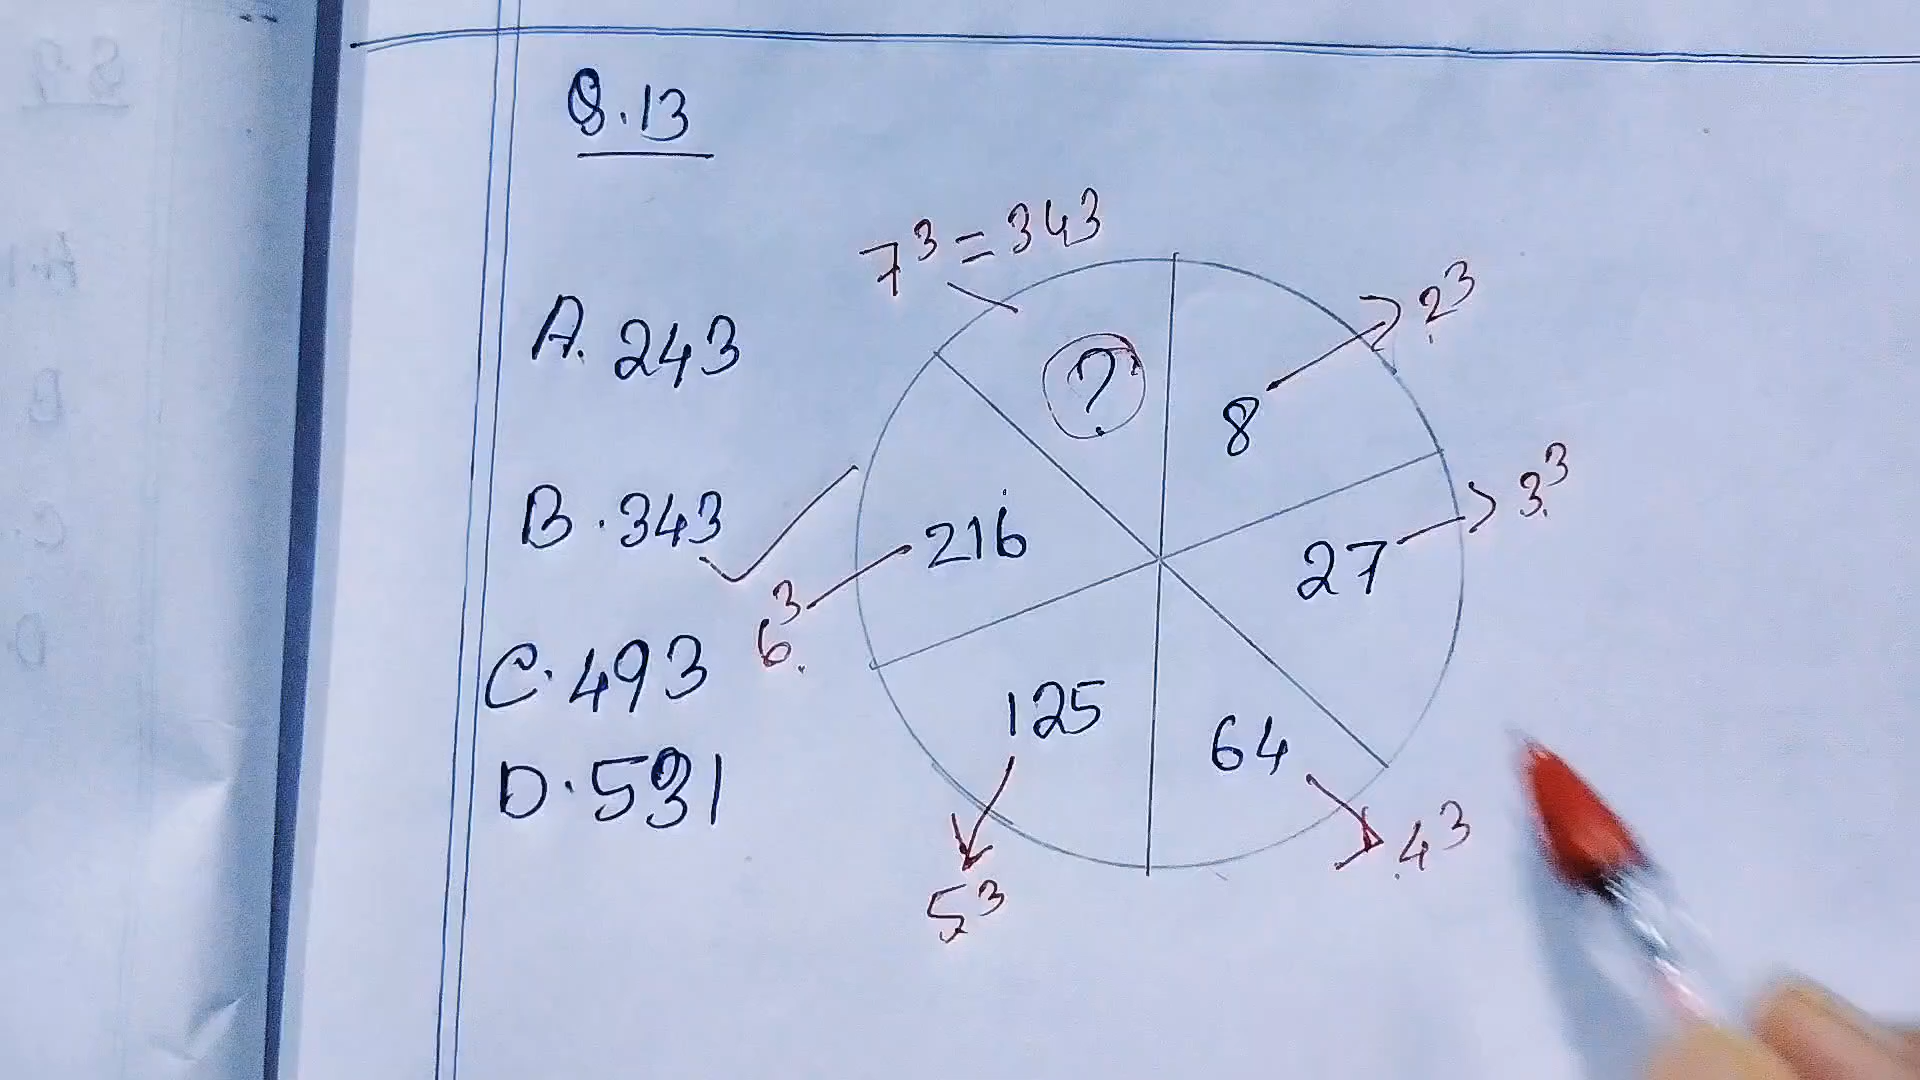 Q.13
7³ = 343
2³
A. 243
?
8
3³
B. 343
216
27
6³
C. 493
125
64
D. 531
4³
5³